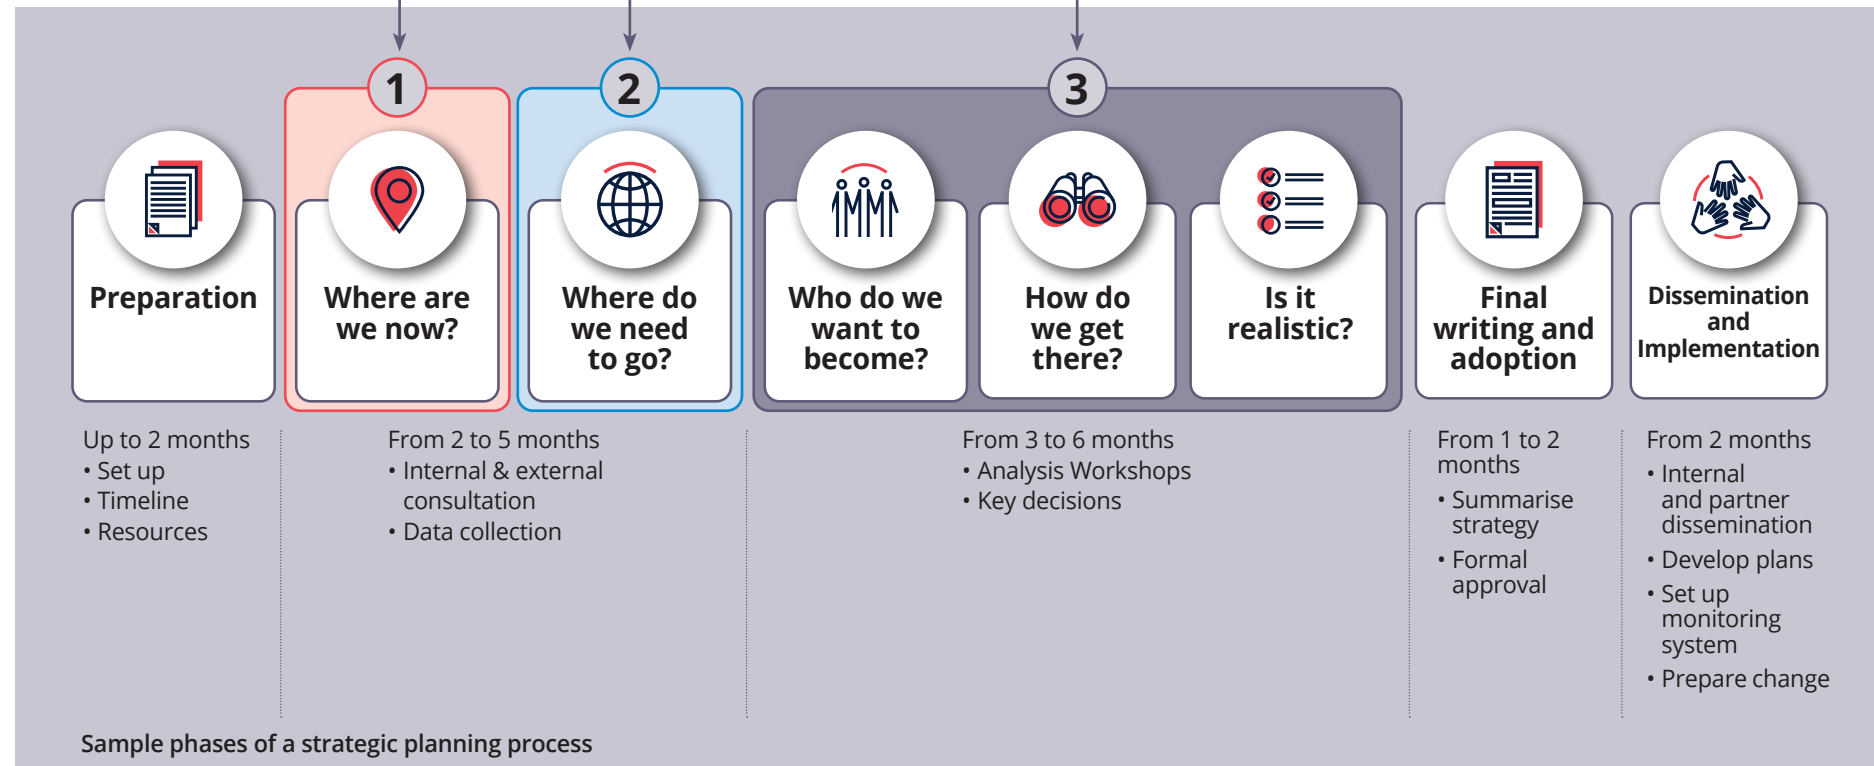 1
2
3
Preparation
Where are
we now?
Where do
we need
to go?
Who do we
want to
become?
How do
we get
there?
Is it
realistic?
Final
writing and
adoption
Dissemination
and
Implementation
Up to 2 months
• Set up
• Timeline
• Resources
From 2 to 5 months
• Internal & external
consultation
• Data collection
From 3 to 6 months
• Analysis Workshops
• Key decisions
From 1 to 2
months
• Summarise
strategy
• Formal
approval
From 2 months
• Internal
and partner
dissemination
• Develop plans
• Set up
monitoring
system
• Prepare change
Sample phases of a strategic planning process